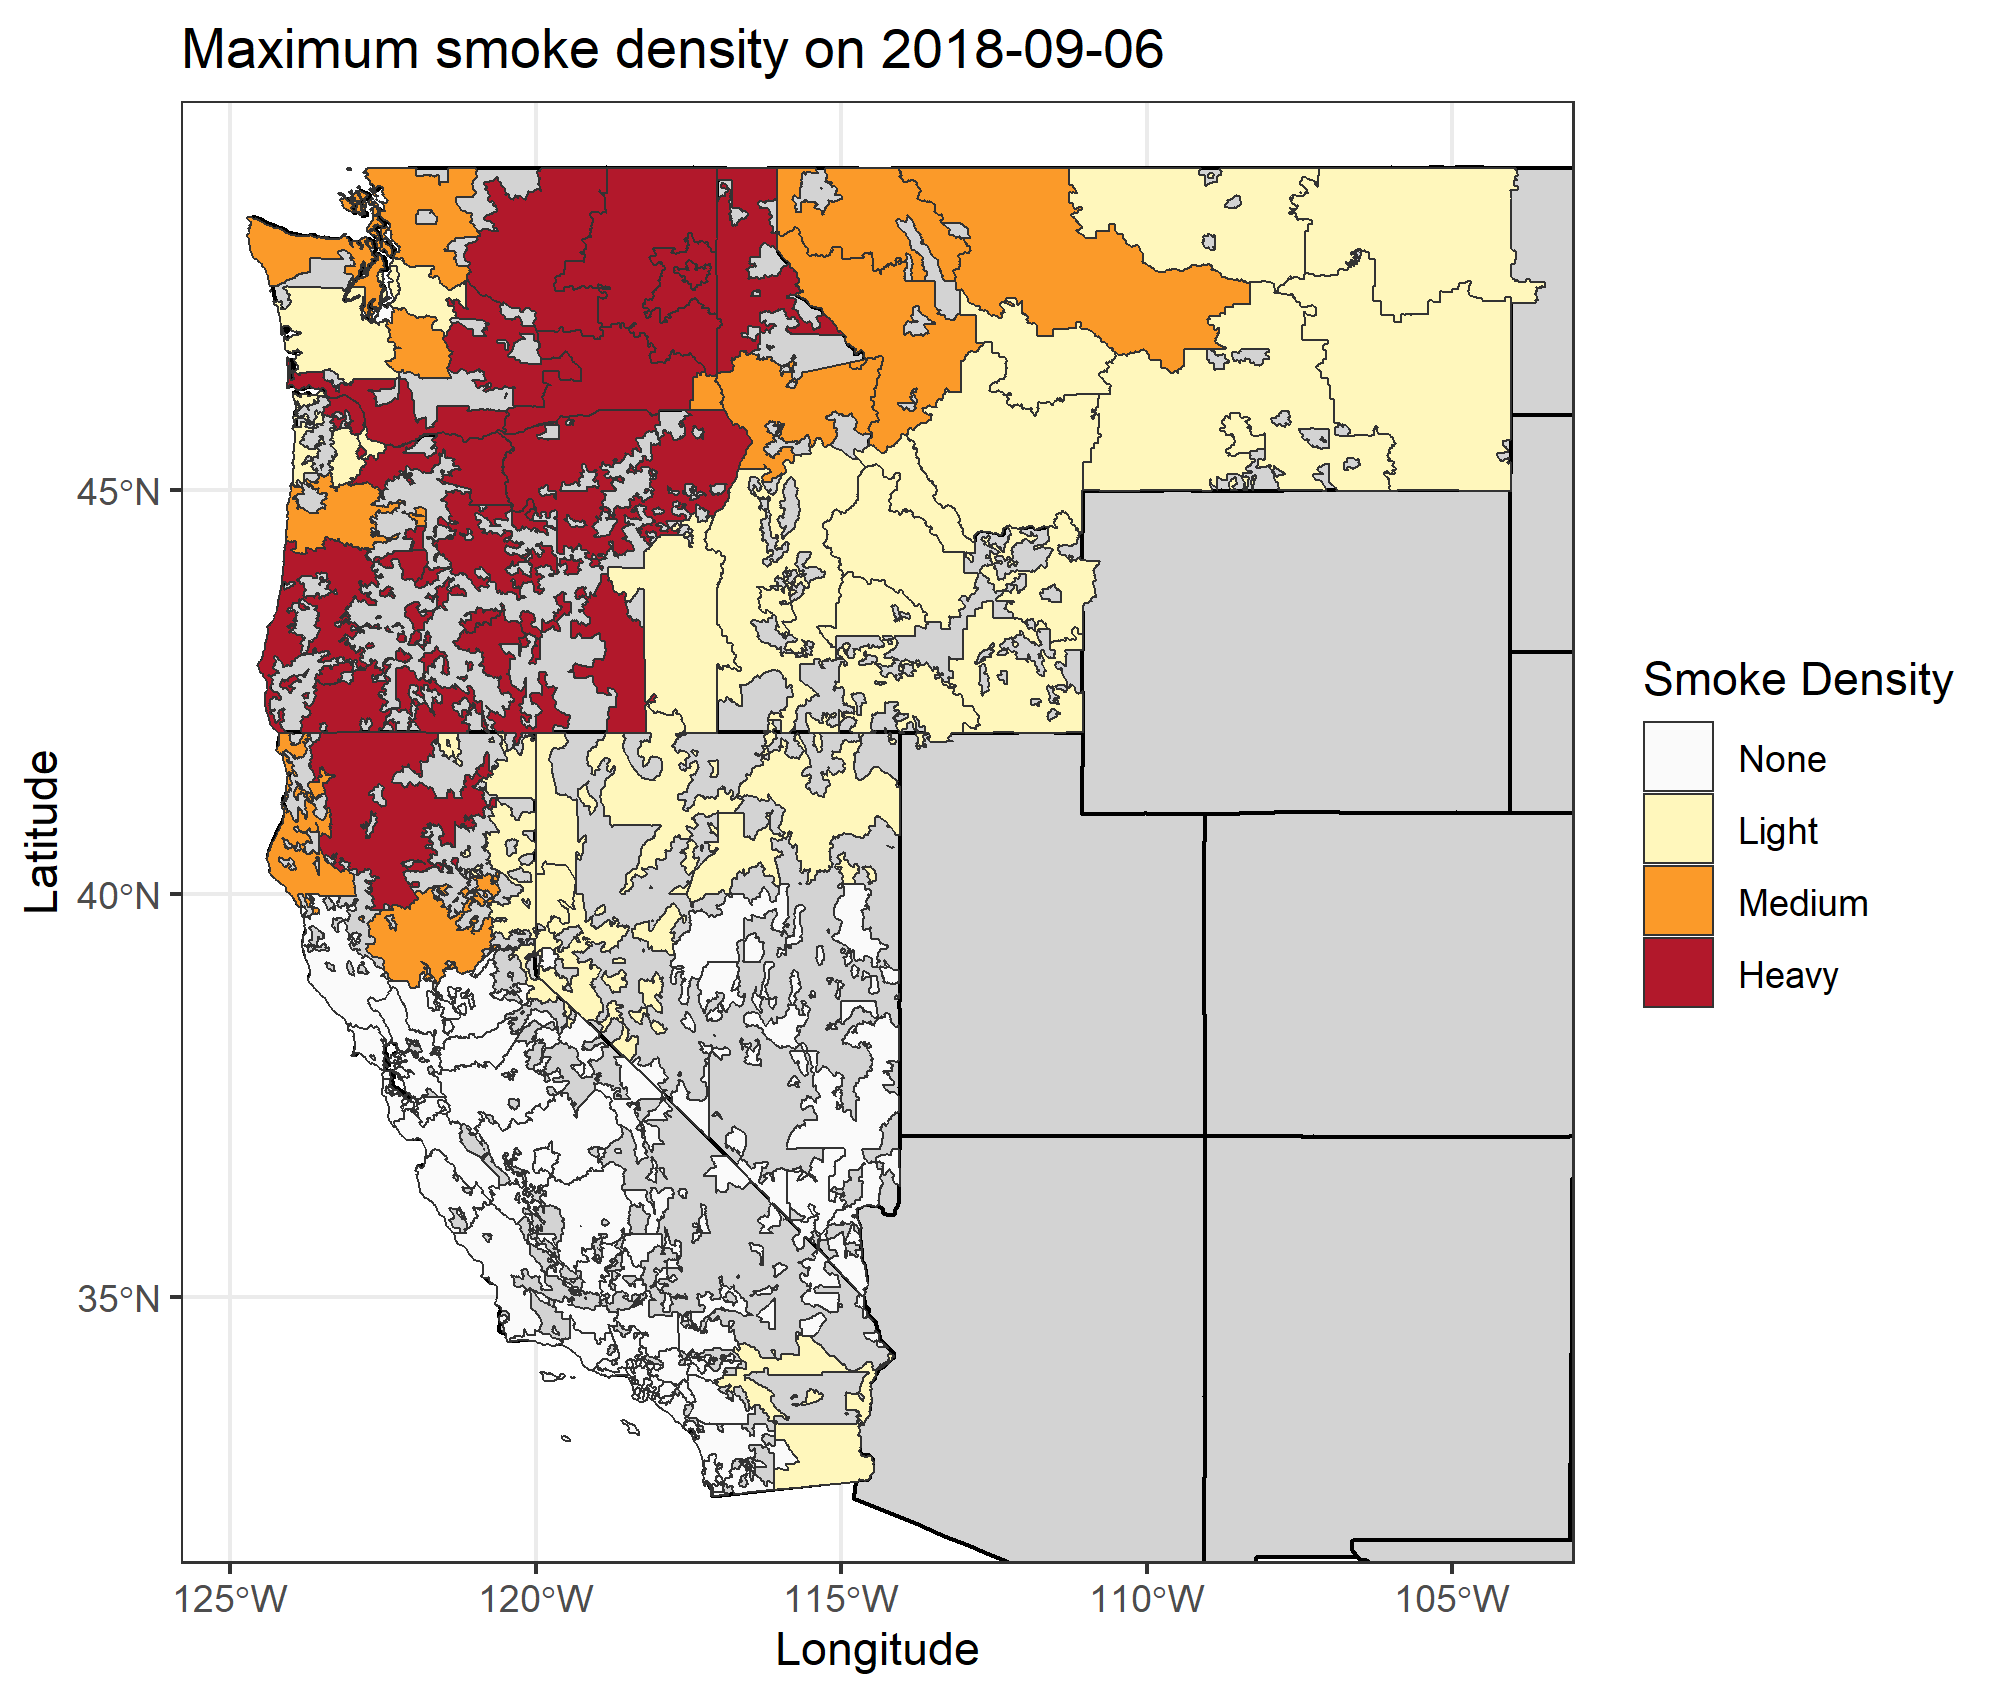 Maximum smoke density on 2018-09-06
Latitude
45°N
40°N
35°N
125°W
120°W
115°W
110°W
105°W
Longitude
Smoke Density
None
Light
Medium
Heavy